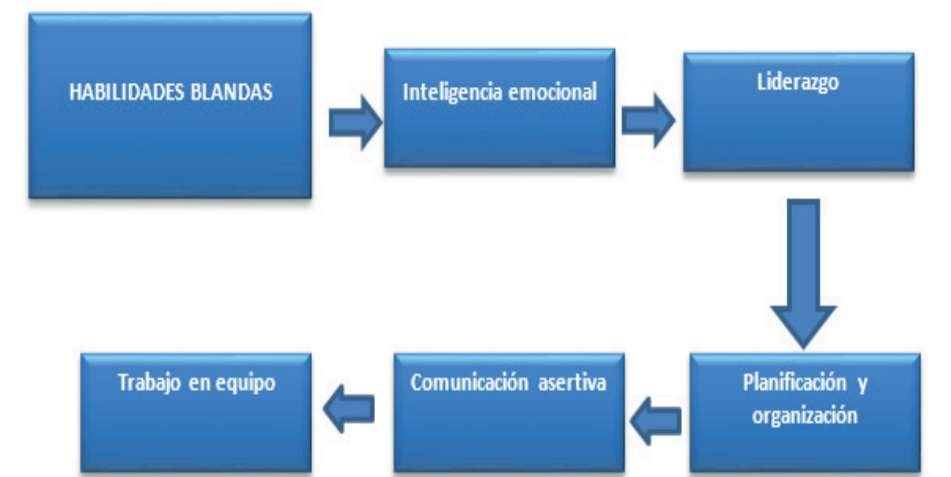 HABILIDADES BLANDAS
Inteligencia emocional
Liderazgo
Planificación y
organización
Comunicación asertiva
Trabajo en equipo